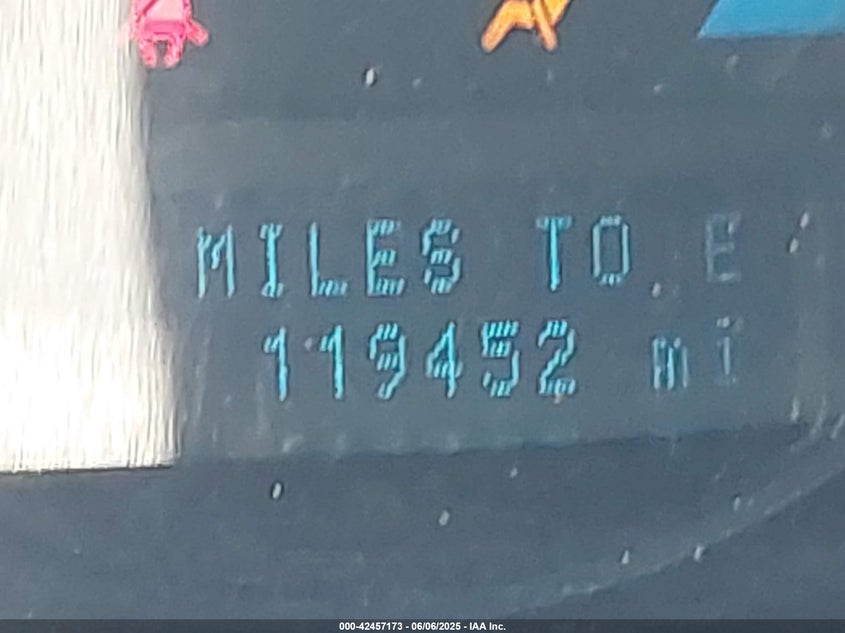 MILES TO E
119452 mi
000-42457173 - 06/06/2025 - IAA Inc.